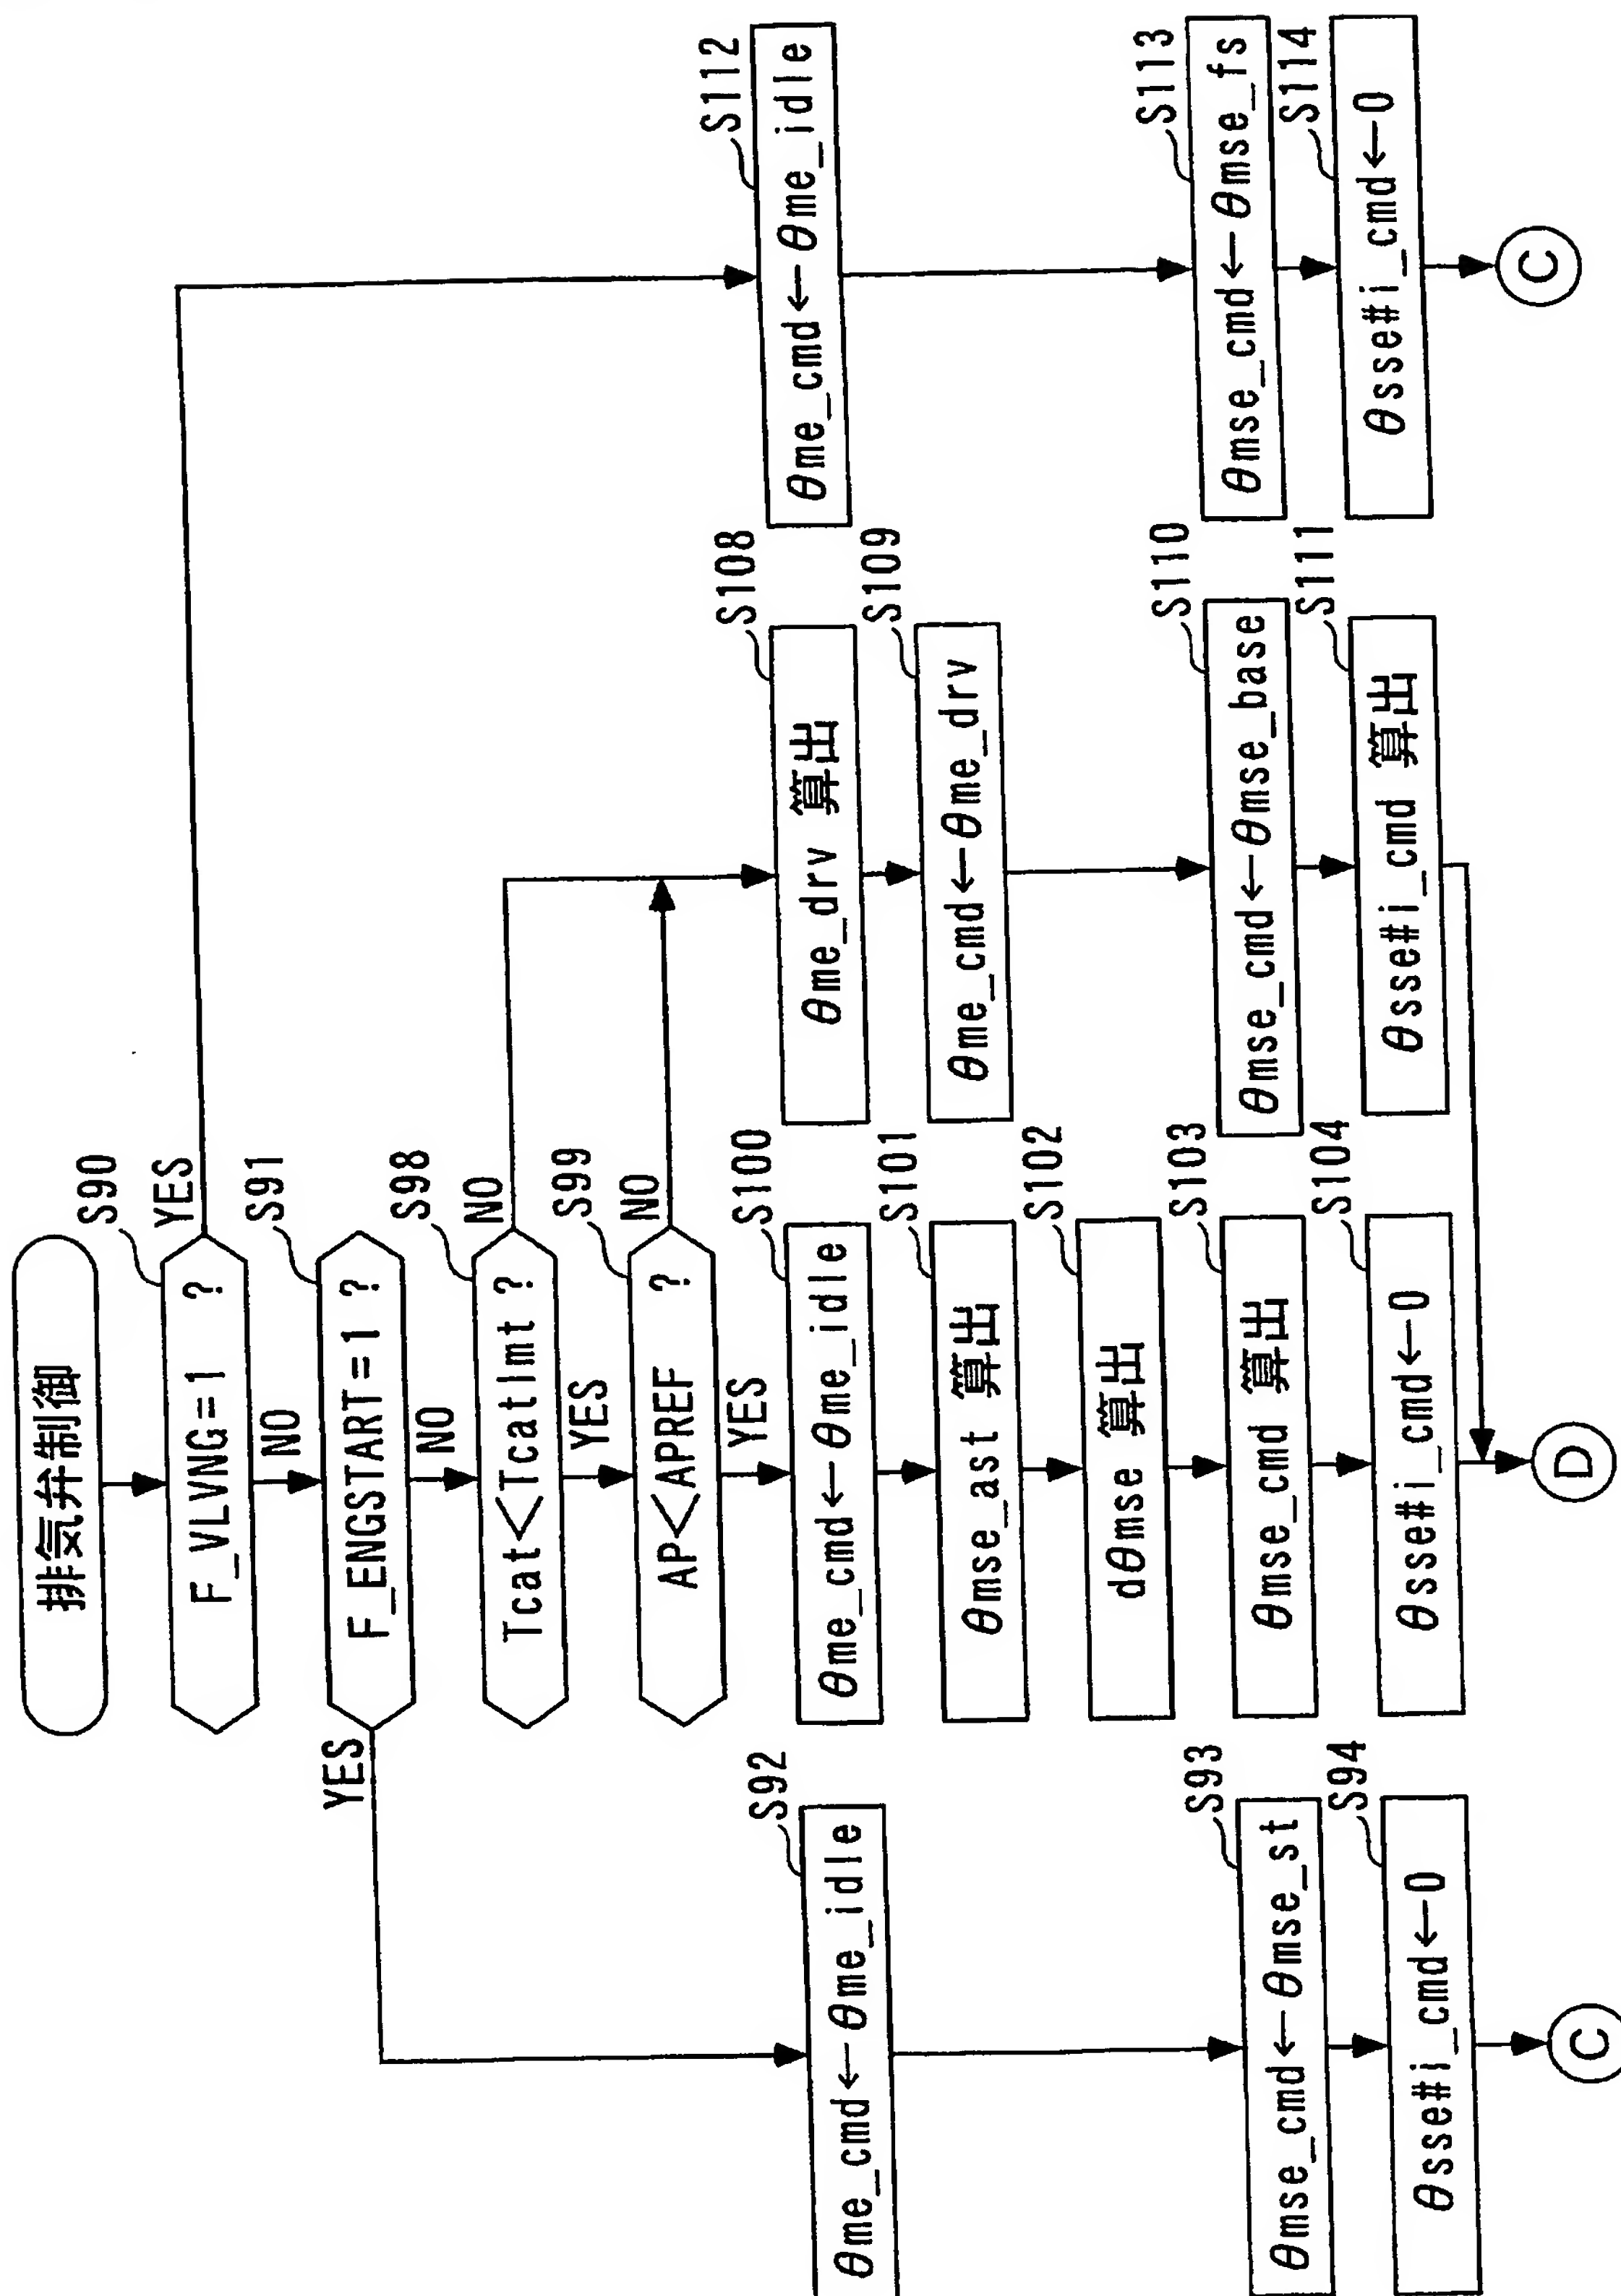 排気弁制御
S90
F_VLVNG=1 ?
YES
NO
S91
F_ENGSTART=1 ?
YES
NO
S98
Tcat<Tcatlmt ?
NO
YES
S99
AP<APREF ?
NO
YES
S92
θme_cmd←θme_idle
S93
θmse_cmd←θmse_st
S94
θsse#i_cmd←0
C
S100
θme_cmd←θme_idle
S101
θmse_ast 算出
S102
dθmse 算出
S103
θmse_cmd 算出
S104
θsse#i_cmd←0
D
S108
θme_drv 算出
S109
θme_cmd←θme_drv
S110
θmse_cmd←θmse_base
S111
θsse#i_cmd 算出
S112
θme_cmd←θme_idle
S113
θmse_cmd←θmse_fs
S114
θsse#i_cmd←0
C